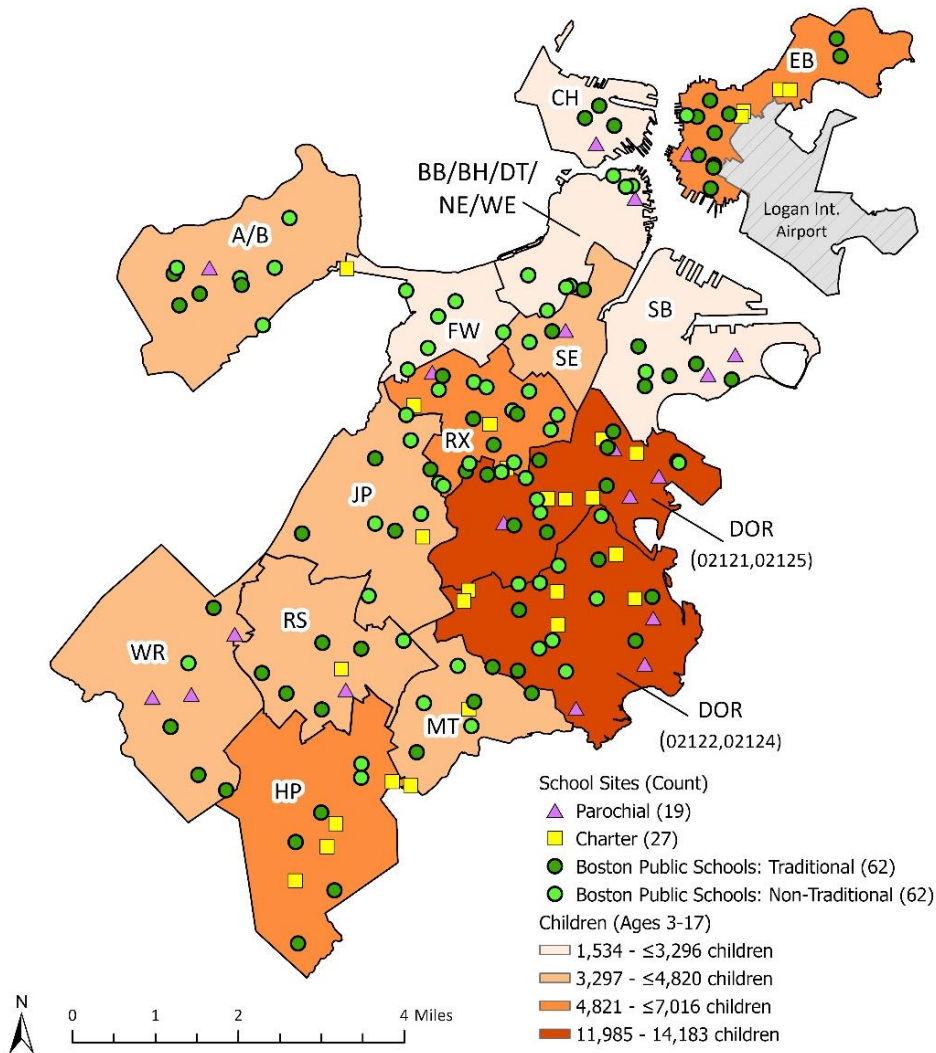 EB
CH
BB/BH/DT/
NE/WE
Logan Int.
Airport
A/B
SB
FW
SE
RX
JP
DOR
(02121,02125)
RS
WR
MT
DOR
(02122,02124)
HP
School Sites (Count)
Parochial (19)
Charter (27)
Boston Public Schools: Traditional (62)
Boston Public Schools: Non-Traditional (62)
Children (Ages 3-17)
1,534 - ≤3,296 children
3,297 - ≤4,820 children
4,821 - ≤7,016 children
11,985 - 14,183 children
N
0 2 4 Miles